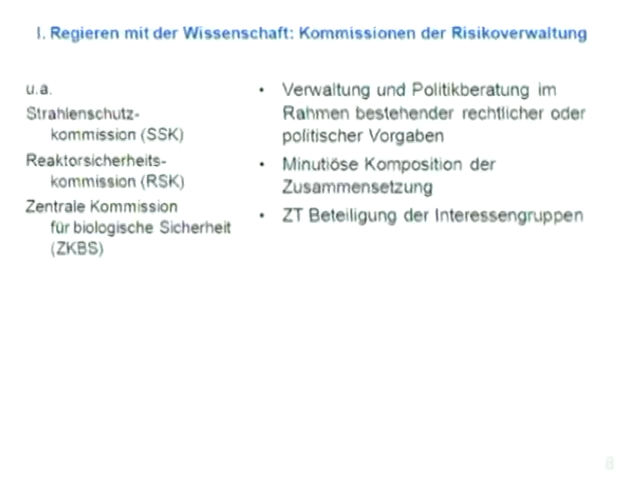 I. Regieren mit der Wissenschaft: Kommissionen der Risikoverwaltung
u.a.
Strahlenschutz-
kommission (SSK)
Reaktorsicherheits-
kommission (RSK)
Zentrale Kommission
für biologische Sicherheit
(ZKBS)
• Verwaltung und Politikberatung im
Rahmen bestehender rechtlicher oder
politischer Vorgaben
• Minutiöse Komposition der
Zusammensetzung
• ZT Beteiligung der Interessengruppen
8